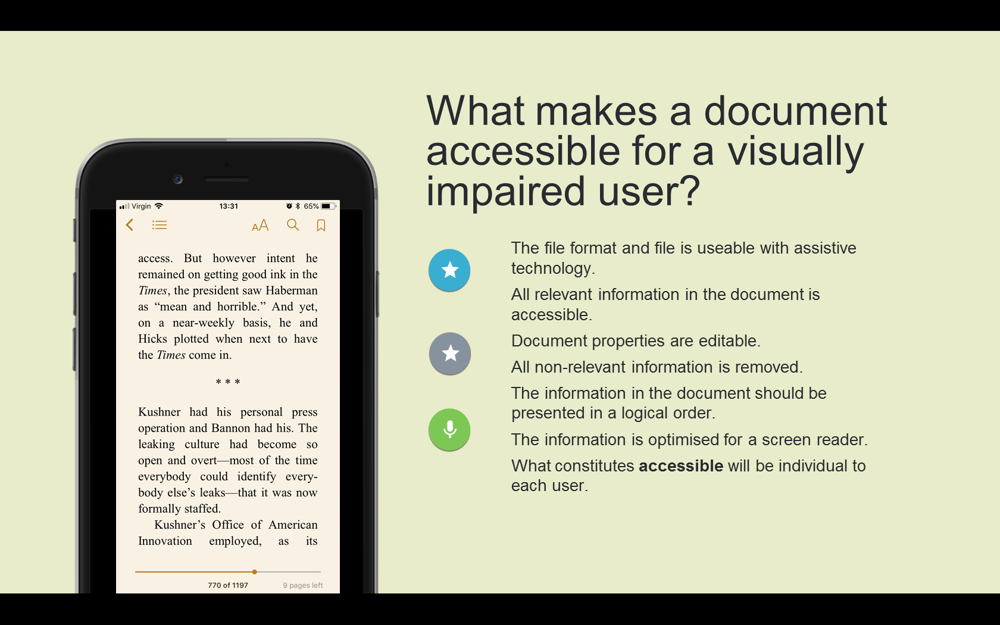 What makes a document
accessible for a visually
impaired user?
The file format and file is useable with assistive
technology.
All relevant information in the document is
accessible.
Document properties are editable.
All non-relevant information is removed.
The information in the document should be
presented in a logical order.
The information is optimised for a screen reader.
What constitutes accessible will be individual to
each user.
Virgin 13:31 65%
AA
access. But however intent he
remained on getting good ink in the
Times, the president saw Haberman
as “mean and horrible.” And yet,
on a near-weekly basis, he and
Hicks plotted when next to have
the Times come in.
* * *
Kushner had his personal press
operation and Bannon had his. The
leaking culture had become so
open and overt—most of the time
everybody could identify every-
body else’s leaks—that it was now
formally staffed.
Kushner’s Office of American
Innovation employed, as its
770 of 1197 9 pages left